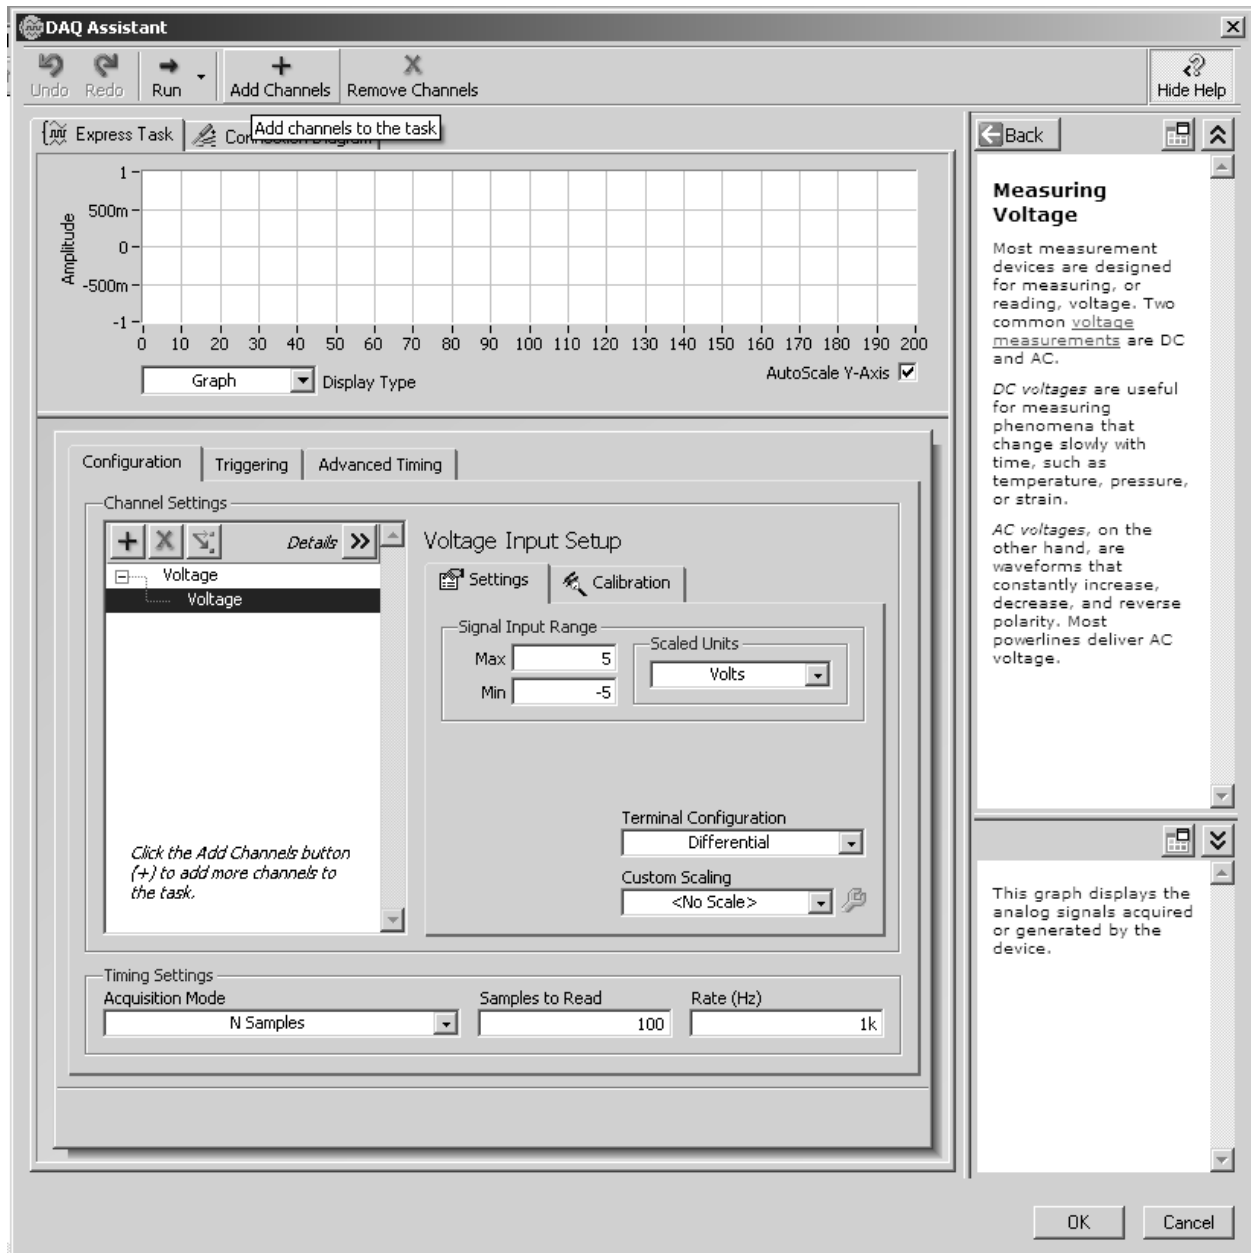 DAQ Assistant
Undo Redo Run Add Channels Remove Channels Hide Help
Add channels to the task
Express Task
Back
1
500m
0
-500m
-1
Amplitude
0 10 20 30 40 50 60 70 80 90 100 110 120 130 140 150 160 170 180 190 200
Graph Display Type AutoScale Y-Axis
Configuration Triggering Advanced Timing
Channel Settings
Details
Voltage
Voltage
Click the Add Channels button
(+) to add more channels to
the task.
Voltage Input Setup
Settings Calibration
Signal Input Range
Max 5
Min -5
Scaled Units
Volts
Terminal Configuration
Differential
Custom Scaling
<No Scale>
Timing Settings
Acquisition Mode Samples to Read Rate (Hz)
N Samples 100 1k
Measuring
Voltage
Most measurement
devices are designed
for measuring, or
reading, voltage. Two
common voltage
measurements are DC
and AC.
DC voltages are useful
for measuring
phenomena that
change slowly with
time, such as
temperature, pressure,
or strain.
AC voltages, on the
other hand, are
waveforms that
constantly increase,
decrease, and reverse
polarity. Most
powerlines deliver AC
voltage.
This graph displays the
analog signals acquired
or generated by the
device.
OK Cancel